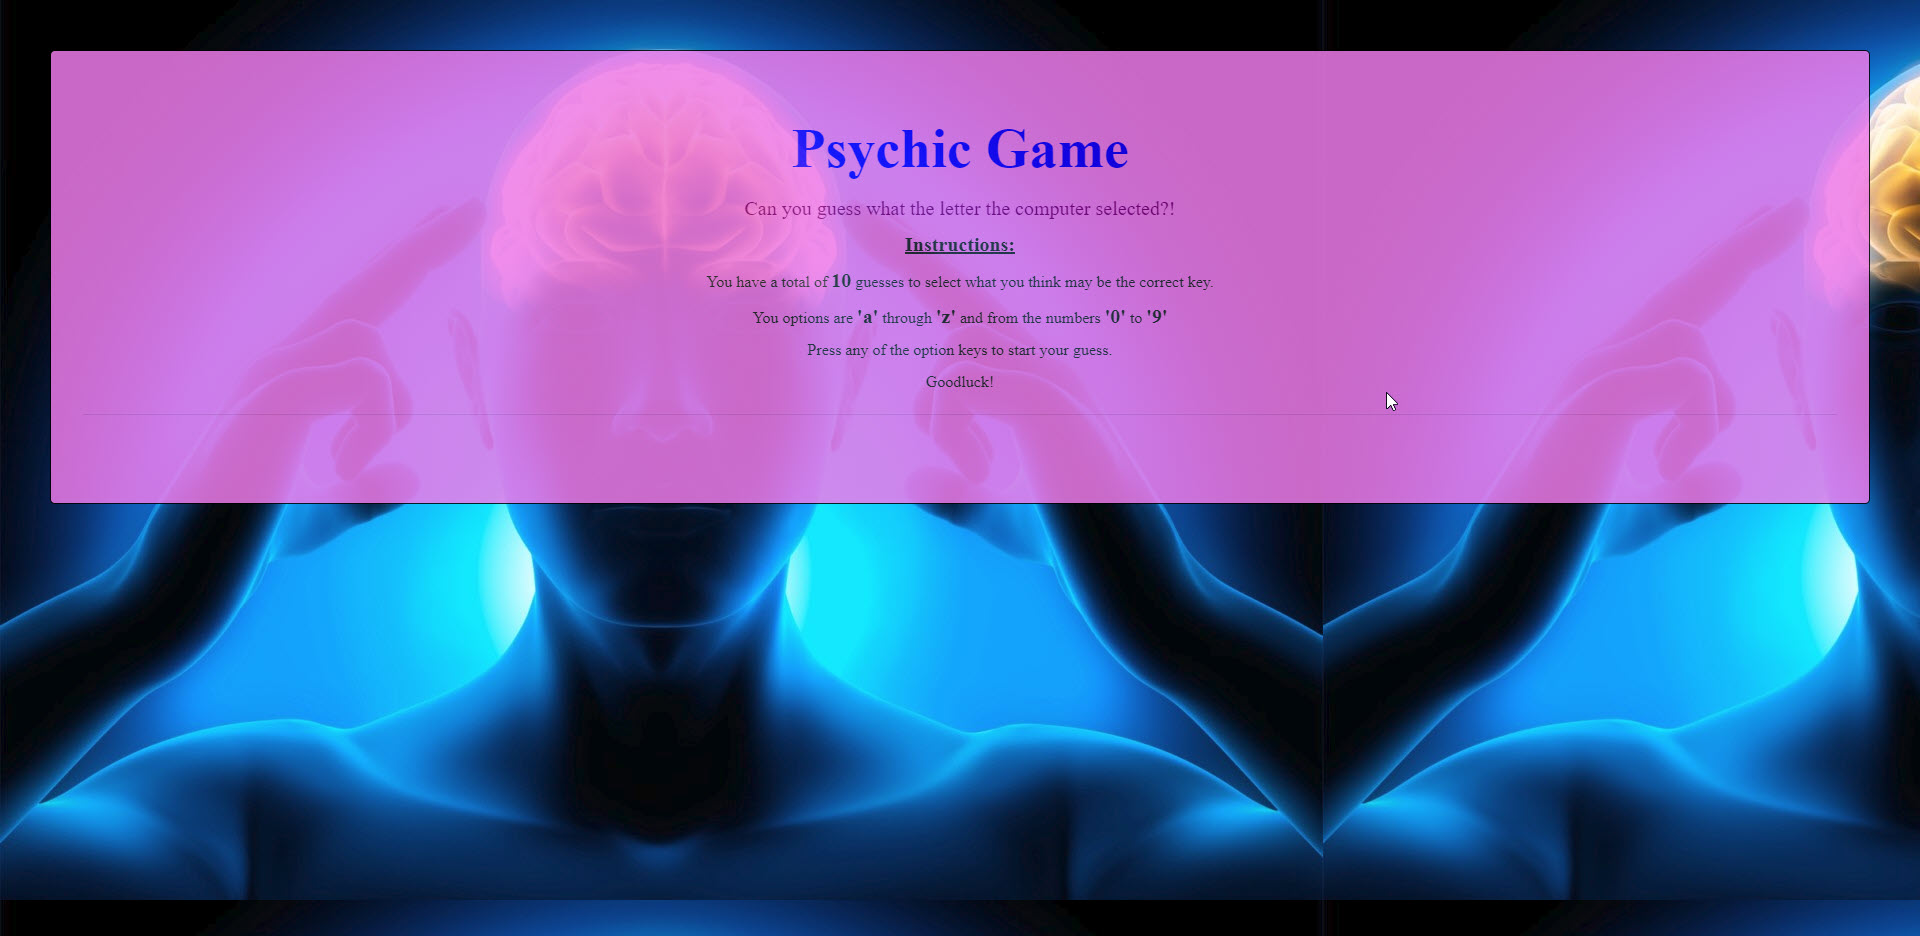 Psychic Game
Can you guess what the letter the computer selected?!
Instructions:
You have a total of 10 guesses to select what you think may be the correct key.
You options are 'a' through 'z' and from the numbers '0' to '9'
Press any of the option keys to start your guess.
Goodluck!